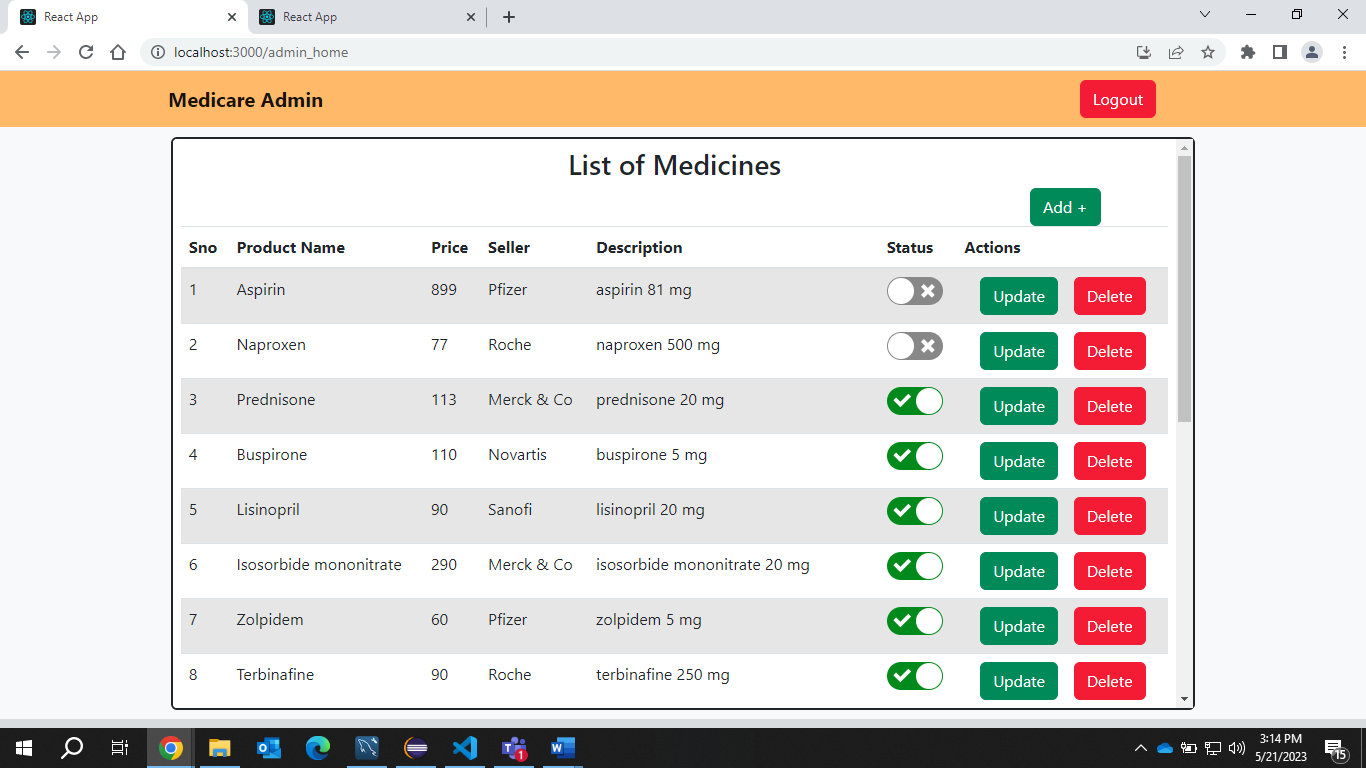 React App
React App
localhost:3000/admin_home
Medicare Admin Logout
List of Medicines
Add +
Sno Product Name Price Seller Description Status Actions
1 Aspirin 899 Pfizer aspirin 81 mg Update Delete
2 Naproxen 77 Roche naproxen 500 mg Update Delete
3 Prednisone 113 Merck & Co prednisone 20 mg Update Delete
4 Buspirone 110 Novartis buspirone 5 mg Update Delete
5 Lisinopril 90 Sanofi lisinopril 20 mg Update Delete
6 Isosorbide mononitrate 290 Merck & Co isosorbide mononitrate 20 mg Update Delete
7 Zolpidem 60 Pfizer zolpidem 5 mg Update Delete
8 Terbinafine 90 Roche terbinafine 250 mg Update Delete
3:14 PM
5/21/2023
1
15